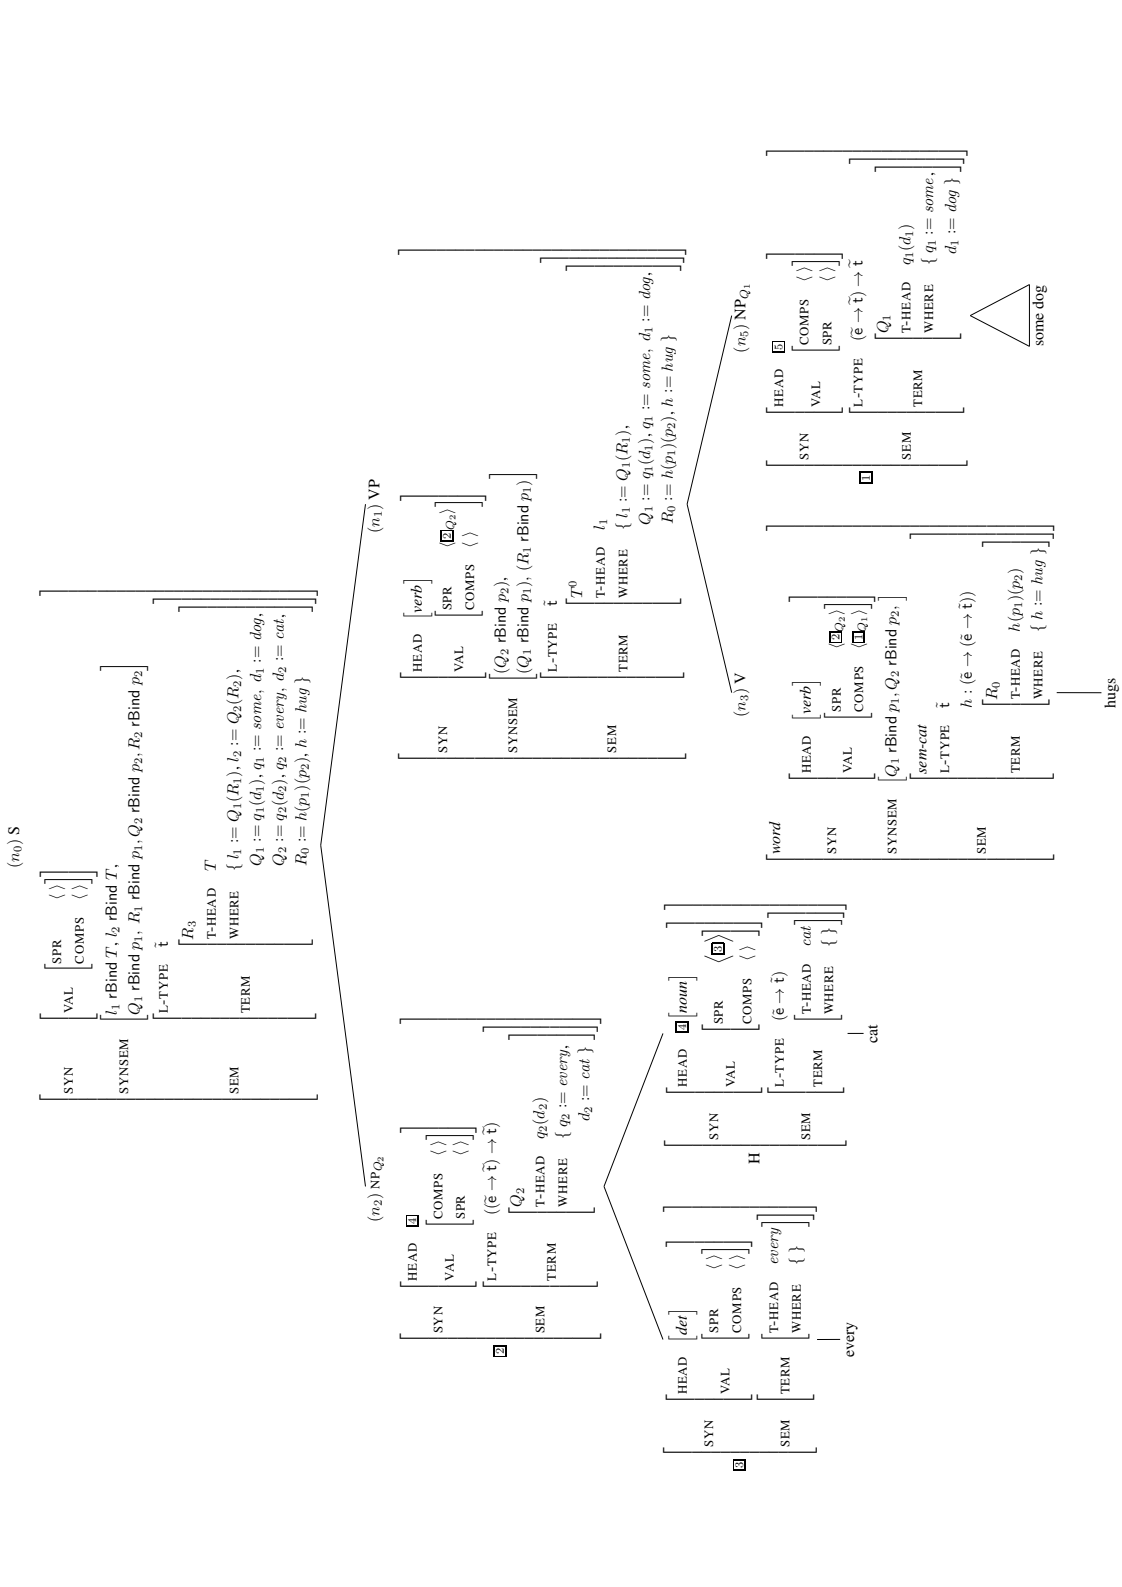 (n₀) S
SYN VAL SPR ⟨ ⟩
COMPS ⟨ ⟩
SYNSEM l₁ rBind T, l₂ rBind T,
Q₁ rBind p₁, R₁ rBind p₁, Q₂ rBind p₂, R₂ rBind p₂
SEM L-TYPE t̃
TERM R₃
T-HEAD T
WHERE { l₁ := Q₁(R₁), l₂ := Q₂(R₂),
Q₁ := q₁(d₁), q₁ := some, d₁ := dog,
Q₂ := q₂(d₂), q₂ := every, d₂ := cat,
R₀ := h(p₁)(p₂), h := hug }
(n₂) NP_Q₂
2
SYN HEAD 4
VAL COMPS ⟨⟩
SPR ⟨⟩
SEM L-TYPE ((ẽ → t̃) → t̃)
TERM Q₂
T-HEAD q₂(d₂)
WHERE { q₂ := every,
d₂ := cat }
(n₁) VP
SYN HEAD [verb]
VAL SPR ⟨2_Q₂⟩
COMPS ⟨ ⟩
SYNSEM (Q₂ rBind p₂),
(Q₁ rBind p₁), (R₁ rBind p₁)
SEM L-TYPE t̃
TERM T⁰
T-HEAD l₁
WHERE { l₁ := Q₁(R₁),
Q₁ := q₁(d₁), q₁ := some, d₁ := dog,
R₀ := h(p₁)(p₂), h := hug }
3
SYN HEAD [det]
VAL SPR ⟨⟩
COMPS ⟨⟩
SEM TERM T-HEAD every
WHERE { }
every
H
SYN HEAD 4 [noun]
VAL SPR ⟨3⟩
COMPS ⟨⟩
SEM L-TYPE (ẽ → t̃)
TERM T-HEAD cat
WHERE { }
cat
(n₃) V
word
SYN HEAD [verb]
VAL SPR ⟨2_Q₂⟩
COMPS ⟨1_Q₁⟩
SYNSEM [Q₁ rBind p₁, Q₂ rBind p₂,]
SEM sem-cat
L-TYPE t̃
h : (ẽ → (ẽ → t̃))
TERM R₀
T-HEAD h(p₁)(p₂)
WHERE { h := hug }
hugs
(n₅) NP_Q₁
1
SYN HEAD 5
VAL COMPS ⟨⟩
SPR ⟨⟩
SEM L-TYPE (ẽ → t̃) → t̃
TERM Q₁
T-HEAD q₁(d₁)
WHERE { q₁ := some,
d₁ := dog }
some dog